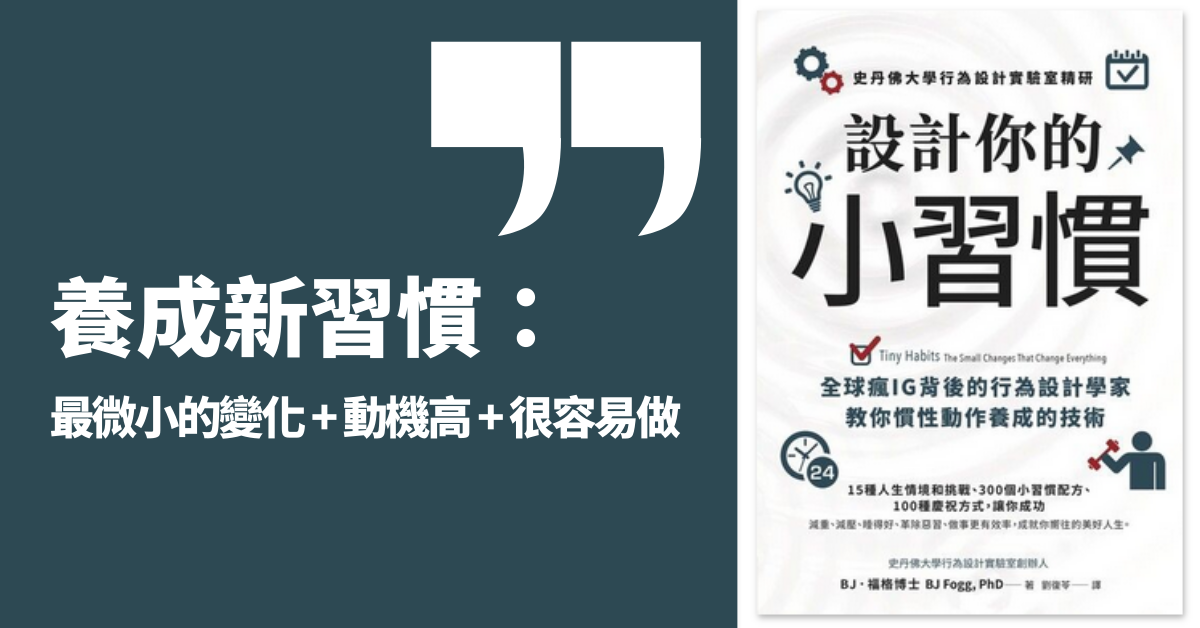 養成新習慣：
最微小的變化+動機高+很容易做
史丹佛大學行為設計實驗室精研
設計你的
小習慣
Tiny Habits The Small Changes That Change Everything
全球瘋IG背後的行為設計學家
教你慣性動作養成的技術
24
15種人生情境和挑戰、300個小習慣配方、
100種慶祝方式，讓你成功
減重、減壓、睡得好、革除惡習、做事更有效率，成就你嚮往的美好人生。
史丹佛大學行為設計實驗室創辦人
BJ·福格博士 BJ Fogg, PhD——著 劉復苓——譯